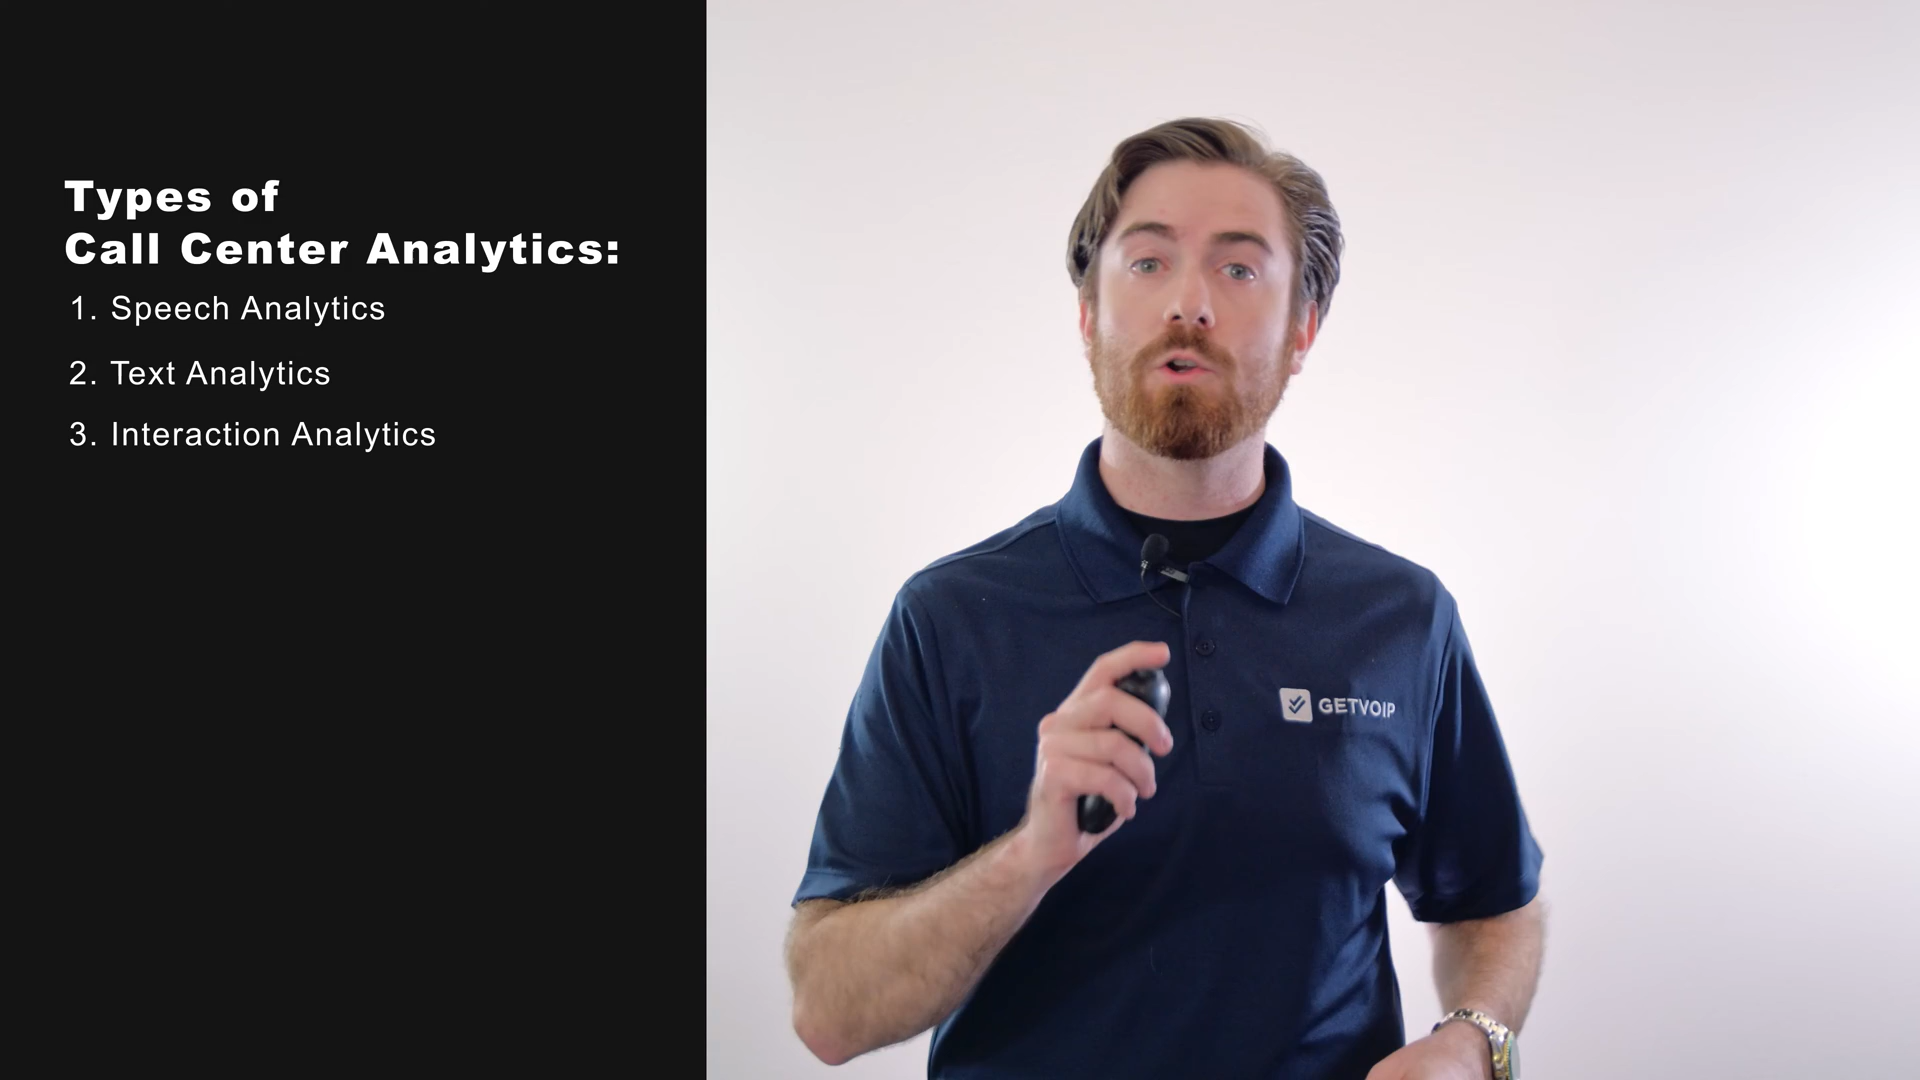 Types of
Call Center Analytics:
1. Speech Analytics
2. Text Analytics
3. Interaction Analytics
GETVOIP